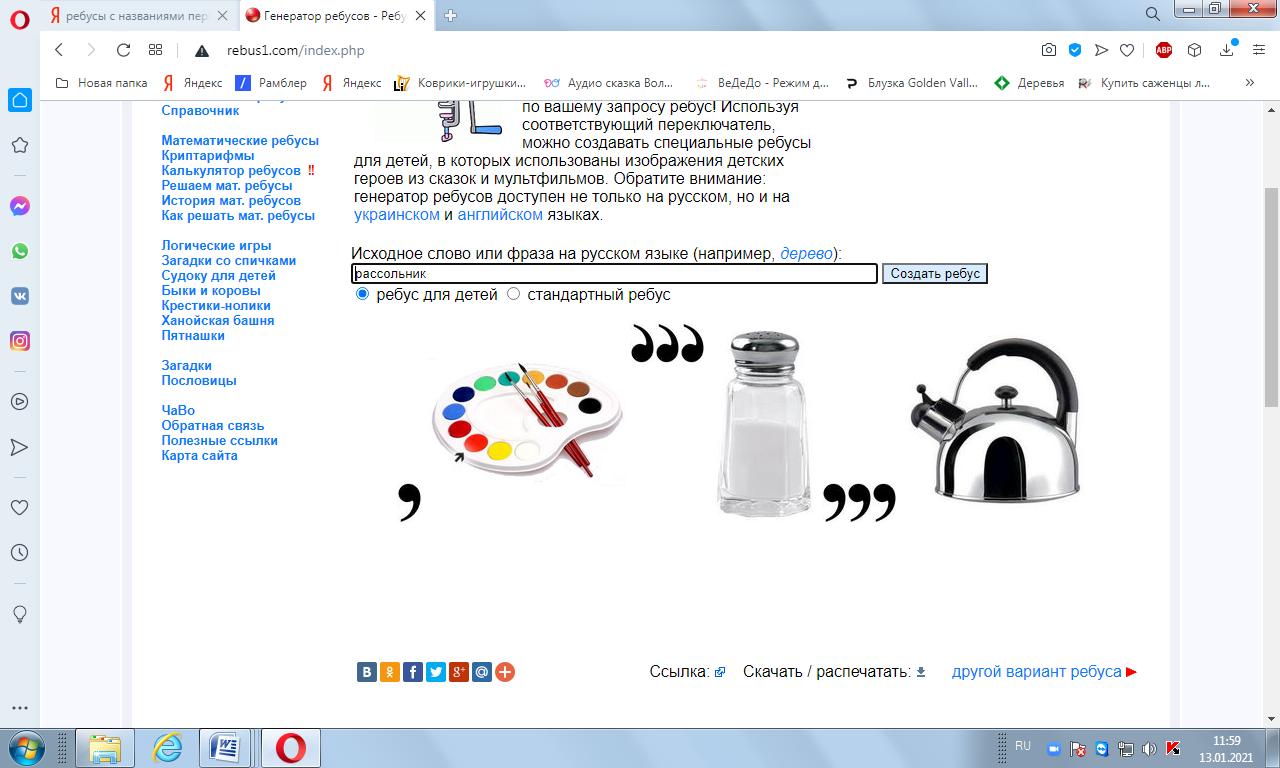 ребусы с названиями пер
Генератор ребусов - Ребу
rebus1.com/index.php
Новая папка
Яндекс
Рамблер
Яндекс
Коврики-игрушки...
Аудио сказка Вол...
ВеДеДо - Режим д...
Блузка Golden Vall...
Деревья
Купить саженцы л...
Справочник
Математические ребусы
Криптарифмы
Калькулятор ребусов !!
Решаем мат. ребусы
История мат. ребусов
Как решать мат. ребусы
Логические игры
Загадки со спичками
Судоку для детей
Быки и коровы
Крестики-нолики
Ханойская башня
Пятнашки
Загадки
Пословицы
ЧаВо
Обратная связь
Полезные ссылки
Карта сайта
по вашему запросу ребус! Используя
соответствующий переключатель,
можно создавать специальные ребусы
для детей, в которых использованы изображения детских
героев из сказок и мультфильмов. Обратите внимание:
генератор ребусов доступен не только на русском, но и на
украинском и английском языках.
Исходное слово или фраза на русском языке (например, дерево):
рассольник
Создать ребус
ребус для детей стандартный ребус
,,,
,
,,,
Ссылка: Скачать / распечатать: другой вариант ребуса
RU
11:59
13.01.2021